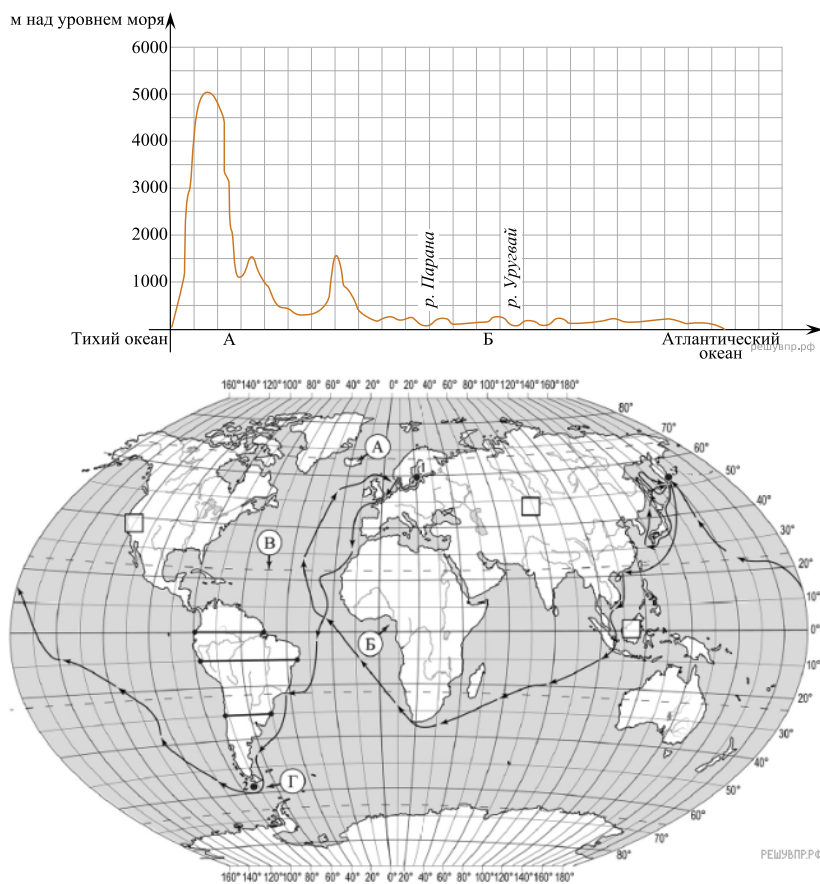 м над уровнем моря
6000
5000
4000
3000
2000
1000
р. Парана
р. Уругвай
Тихий океан
А
Б
Атлантический
океан
решувпр.рф
160° 140° 120° 100° 80° 60° 40° 20° 0° 20° 40° 60° 80° 100° 120° 140° 160° 180°
80°
70°
60°
50°
40°
30°
20°
10°
0°
10°
20°
30°
40°
50°
60°
70°
80°
А
1
3
В
Б
Г
2
РЕШУВПР.РФ
160° 140° 120° 100° 80° 60° 40° 20° 0° 20° 40° 60° 80° 100° 120° 140° 160° 180°